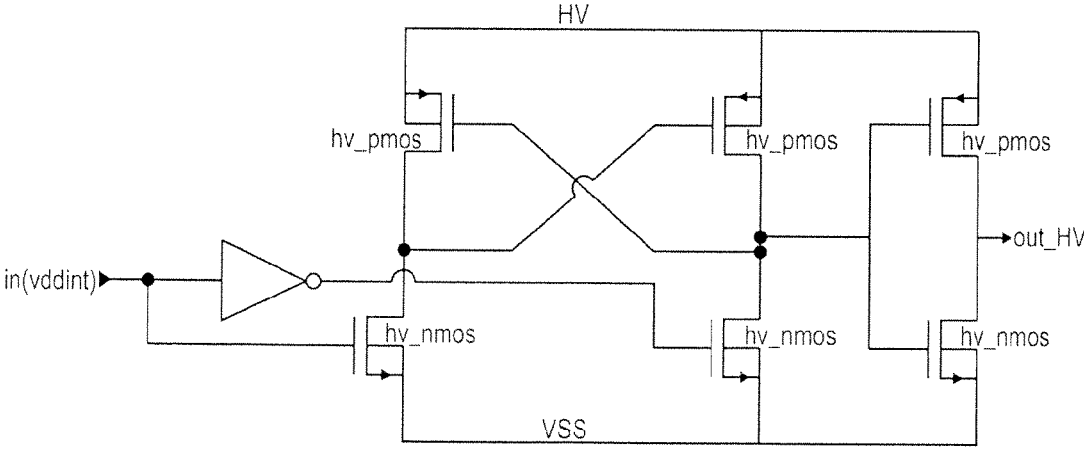 HV
hv_pmos
hv_pmos
hv_pmos
out_HV
in(vddint)
hv_nmos
hv_nmos
hv_nmos
VSS